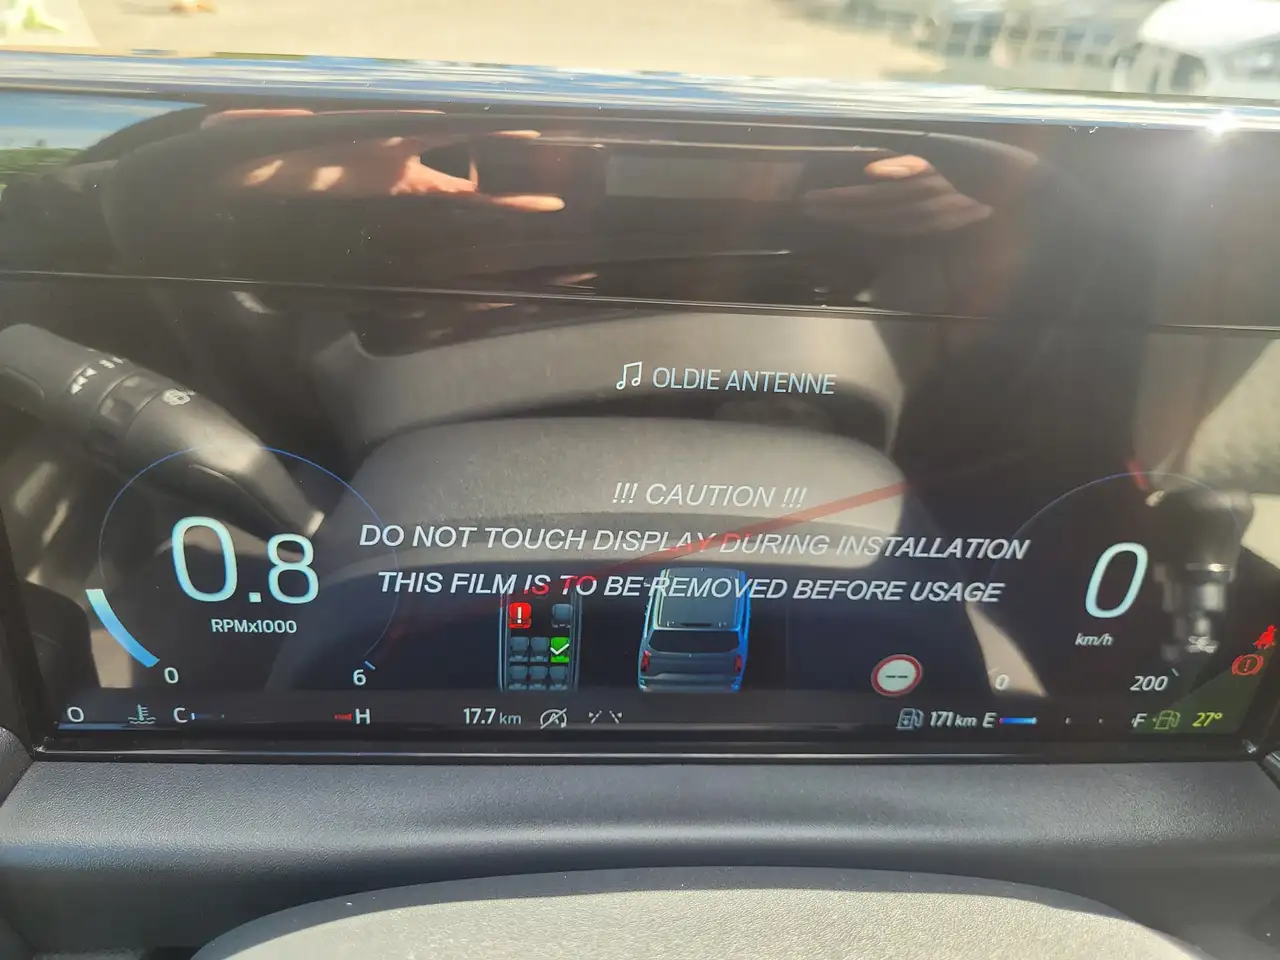 OLDIE ANTENNE
!!! CAUTION !!!
DO NOT TOUCH DISPLAY DURING INSTALLATION
THIS FILM IS TO BE REMOVED BEFORE USAGE
0.8
RPMx1000
0
6
0
km/h
0
200
O
C
H
17.7 km
171 km
E
F
27°